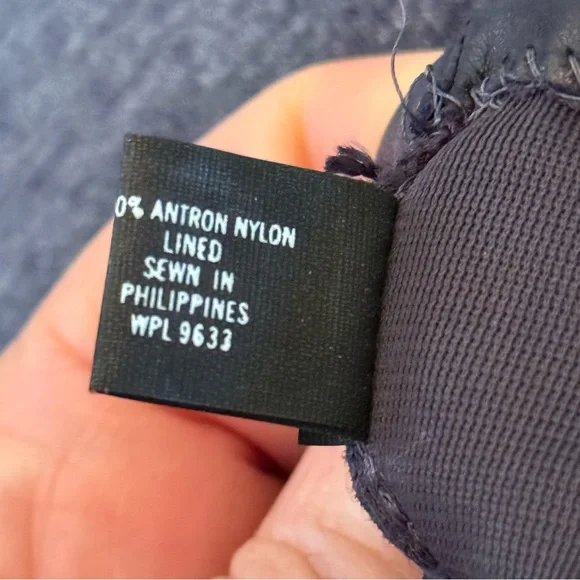 0% ANTRON NYLON
LINED
SEWN IN
PHILIPPINES
WPL 9633